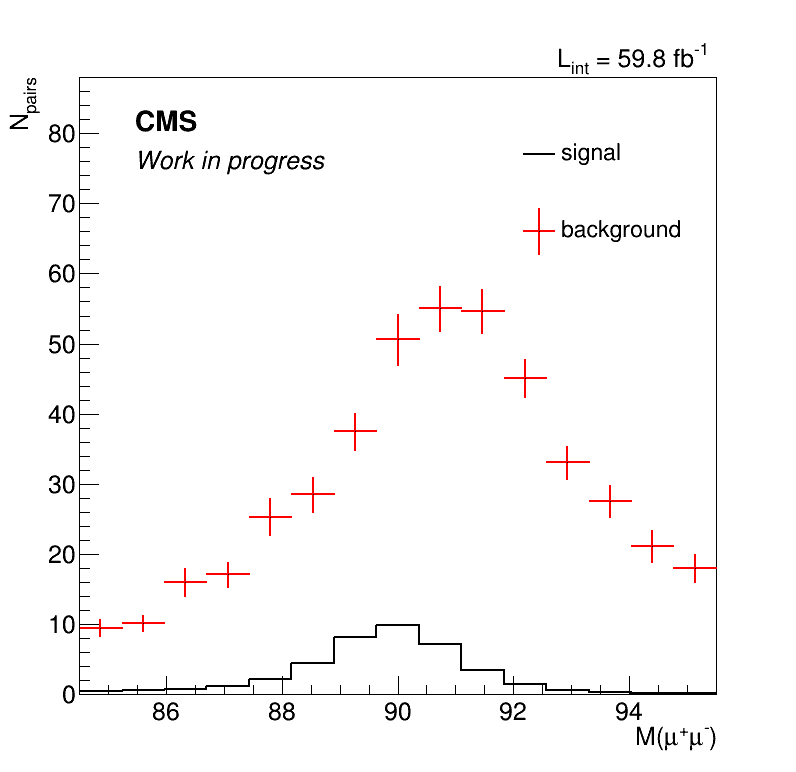 L_int = 59.8 fb^-1
N_pairs
CMS
Work in progress
signal
background
80
70
60
50
40
30
20
10
0
86 88 90 92 94
M(μ⁺μ⁻)